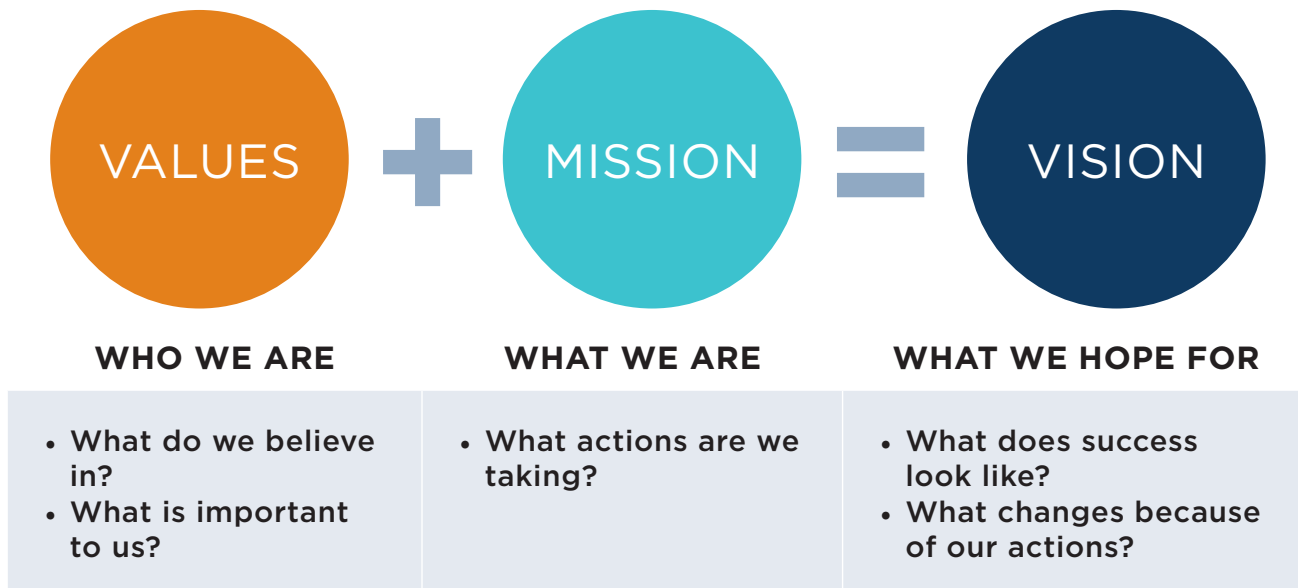 VALUES
+
MISSION
=
VISION
WHO WE ARE
WHAT WE ARE
WHAT WE HOPE FOR
• What do we believe
in?
• What is important
to us?
• What actions are we
taking?
• What does success
look like?
• What changes because
of our actions?